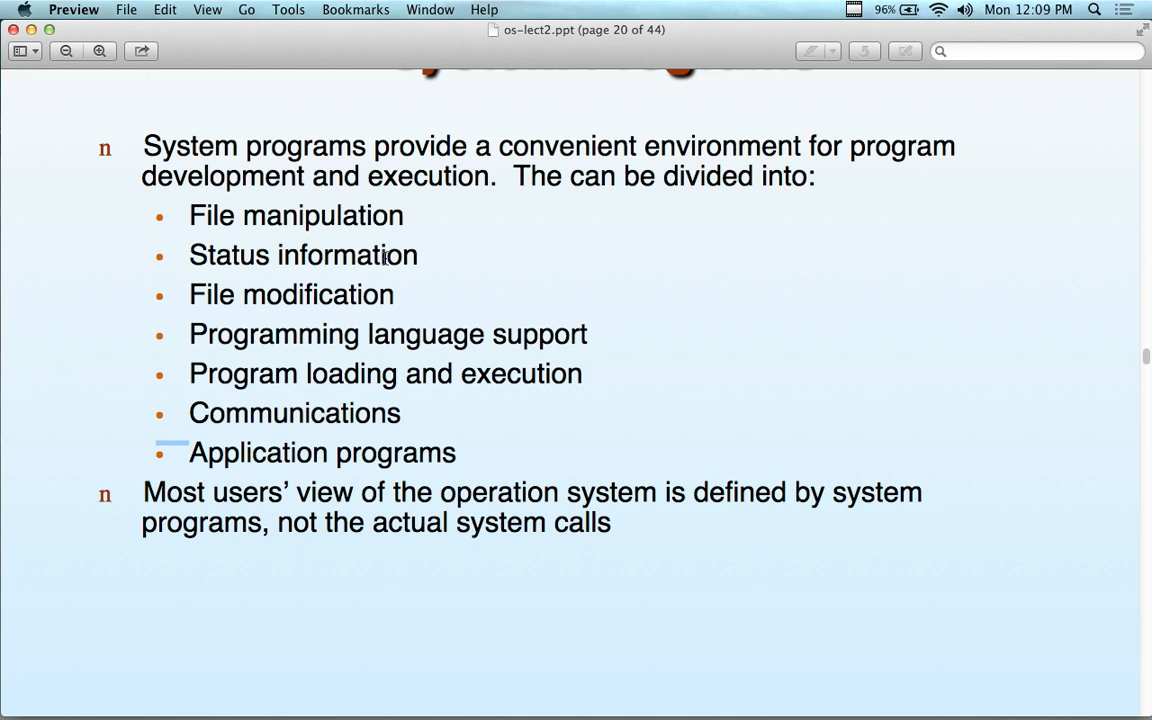 Preview File Edit View Go Tools Bookmarks Window Help 96% Mon 12:09 PM
os-lect2.ppt (page 20 of 44)
n System programs provide a convenient environment for program
development and execution. The can be divided into:
• File manipulation
• Status information
• File modification
• Programming language support
• Program loading and execution
• Communications
• Application programs
n Most users’ view of the operation system is defined by system
programs, not the actual system calls